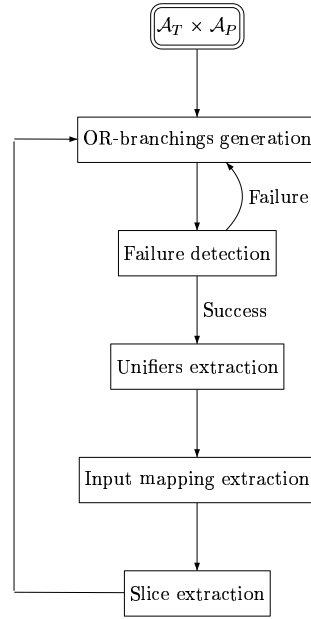 𝒜_T × 𝒜_P
OR-branchings generation
Failure
Failure detection
Success
Unifiers extraction
Input mapping extraction
Slice extraction